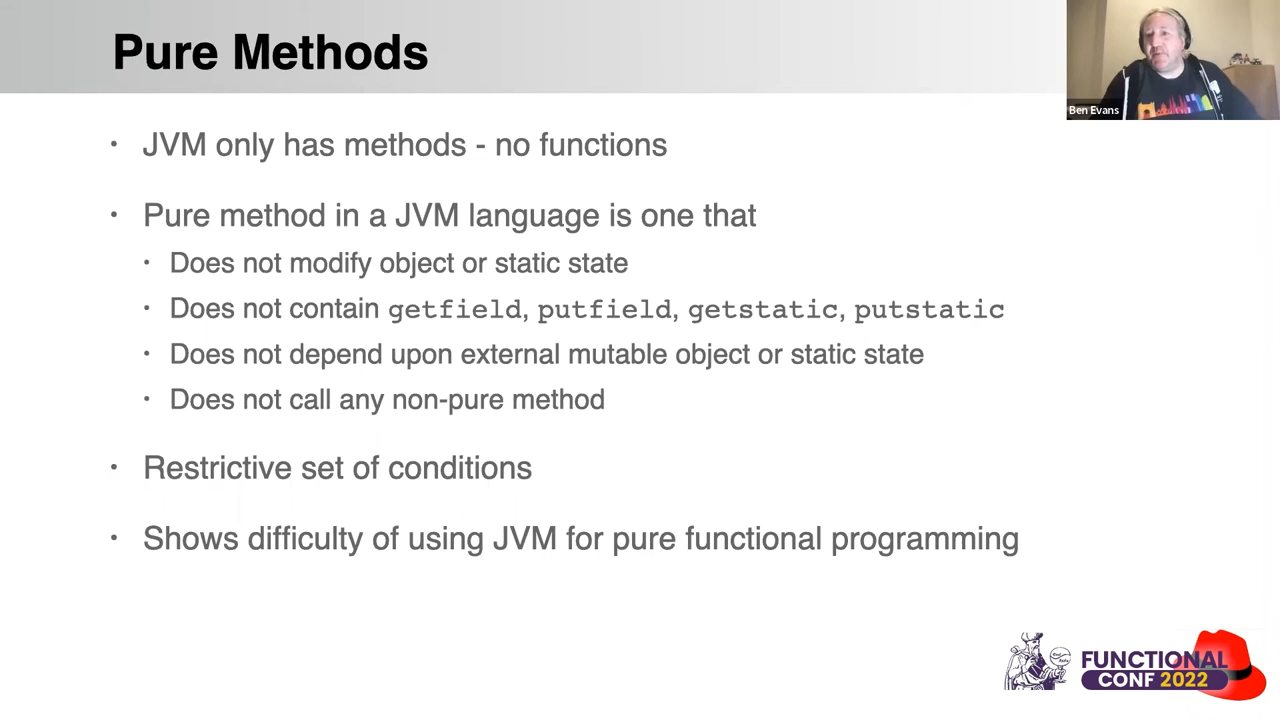 Pure Methods
Ben Evans
• JVM only has methods - no functions
• Pure method in a JVM language is one that
• Does not modify object or static state
• Does not contain getfield, putfield, getstatic, putstatic
• Does not depend upon external mutable object or static state
• Does not call any non-pure method
• Restrictive set of conditions
• Shows difficulty of using JVM for pure functional programming
FUNCTIONAL
CONF 2022